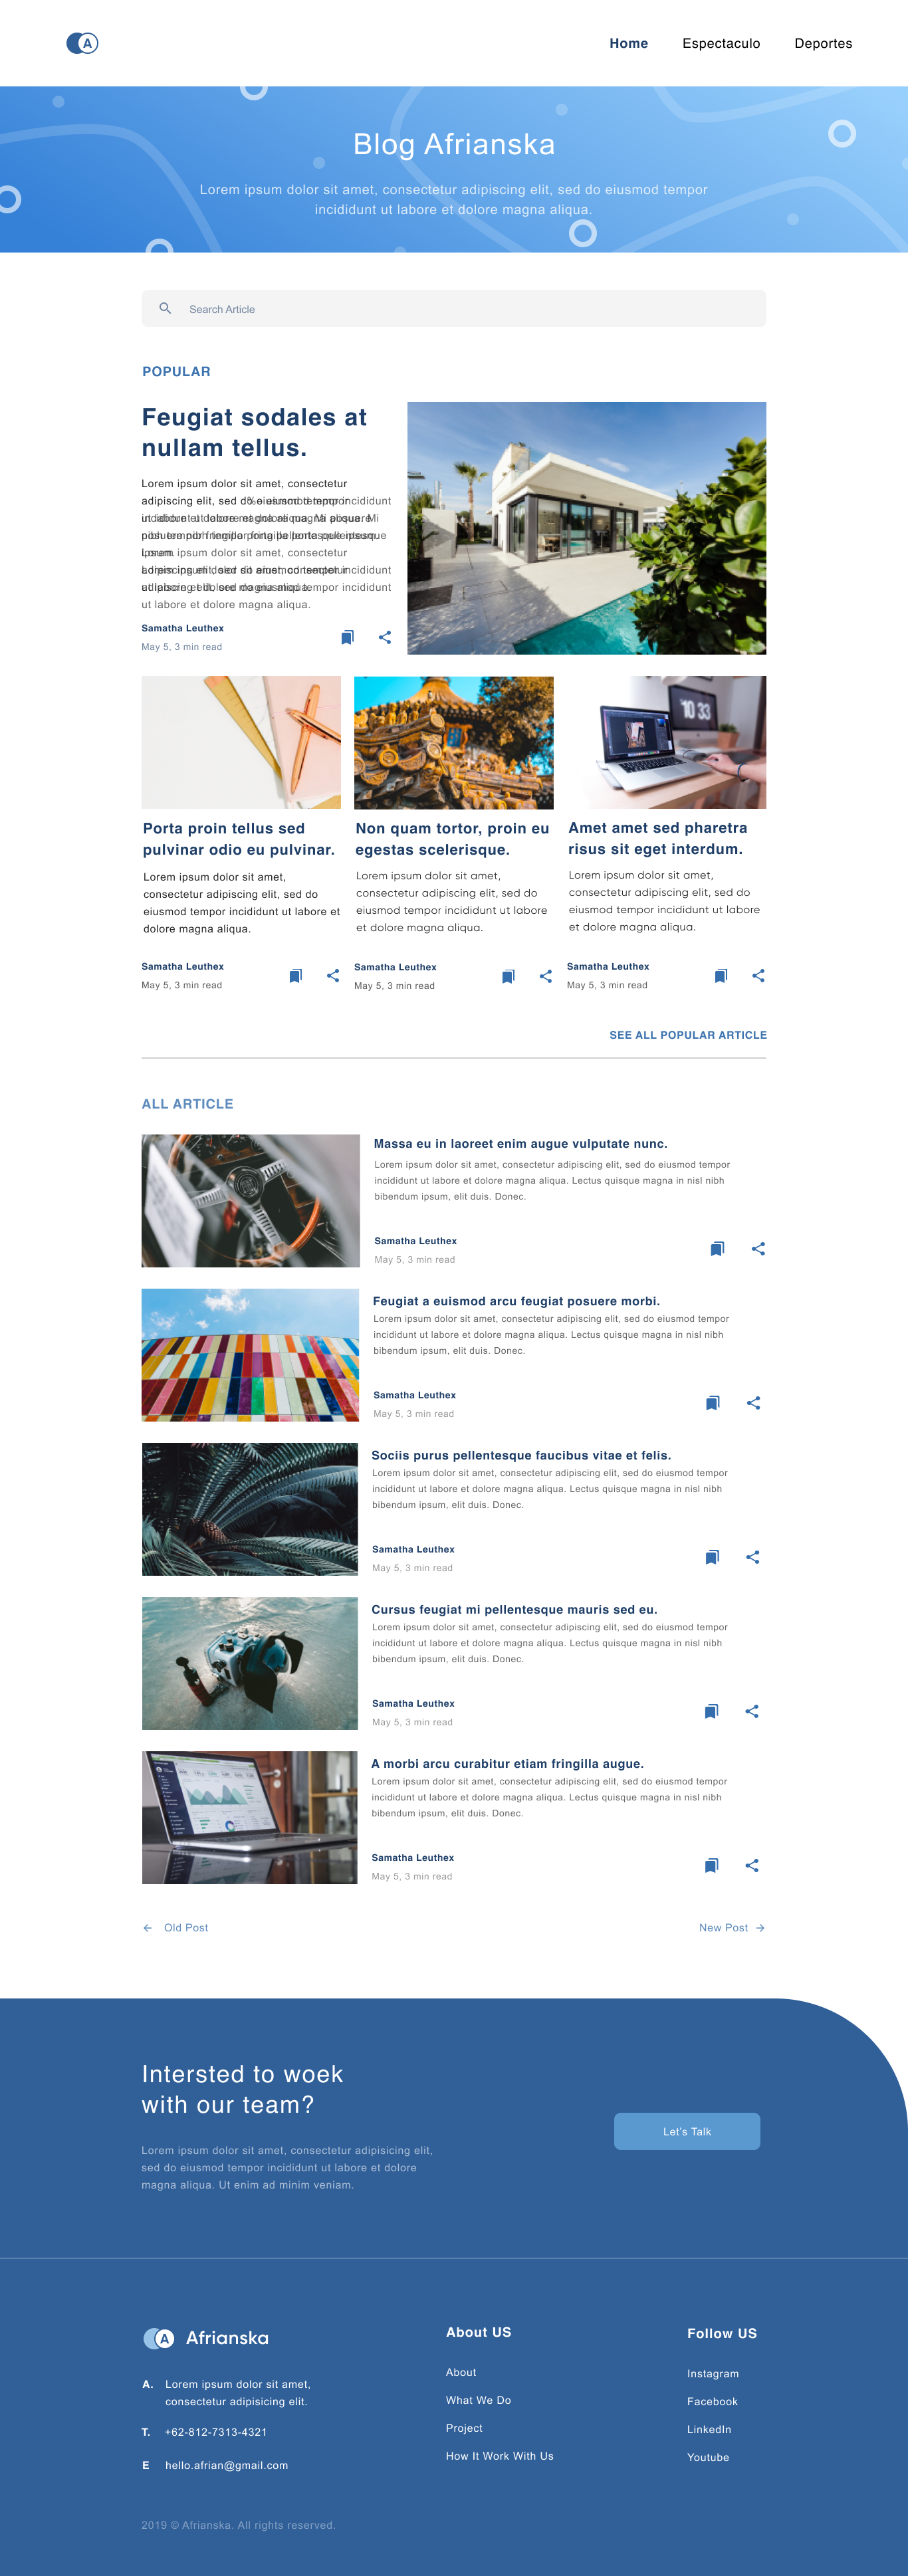 A
Home
Espectaculo
Deportes
Blog Afrianska
Lorem ipsum dolor sit amet, consectetur adipiscing elit, sed do eiusmod tempor
incididunt ut labore et dolore magna aliqua.
Search Article
POPULAR
Feugiat sodales at
nullam tellus.
Lorem ipsum dolor sit amet, consectetur
adipiscing elit, sed do eiusmod tempor incididunt
ipsum dolor sit amet, consectetur
ut labore et dolore magna aliqua.
Samatha Leuthex
May 5, 3 min read
10 33
Porta proin tellus sed
pulvinar odio eu pulvinar.
Lorem ipsum dolor sit amet,
consectetur adipiscing elit, sed do
eiusmod tempor incididunt ut labore et
dolore magna aliqua.
Samatha Leuthex
May 5, 3 min read
Non quam tortor, proin eu
egestas scelerisque.
Lorem ipsum dolor sit amet,
consectetur adipiscing elit, sed do
eiusmod tempor incididunt ut labore
et dolore magna aliqua.
Samatha Leuthex
May 5, 3 min read
Amet amet sed pharetra
risus sit eget interdum.
Lorem ipsum dolor sit amet,
consectetur adipiscing elit, sed do
eiusmod tempor incididunt ut labore
et dolore magna aliqua.
Samatha Leuthex
May 5, 3 min read
SEE ALL POPULAR ARTICLE
ALL ARTICLE
Massa eu in laoreet enim augue vulputate nunc.
Lorem ipsum dolor sit amet, consectetur adipiscing elit, sed do eiusmod tempor
incididunt ut labore et dolore magna aliqua. Lectus quisque magna in nisl nibh
bibendum ipsum, elit duis. Donec.
Samatha Leuthex
May 5, 3 min read
Feugiat a euismod arcu feugiat posuere morbi.
Lorem ipsum dolor sit amet, consectetur adipiscing elit, sed do eiusmod tempor
incididunt ut labore et dolore magna aliqua. Lectus quisque magna in nisl nibh
bibendum ipsum, elit duis. Donec.
Samatha Leuthex
May 5, 3 min read
Sociis purus pellentesque faucibus vitae et felis.
Lorem ipsum dolor sit amet, consectetur adipiscing elit, sed do eiusmod tempor
incididunt ut labore et dolore magna aliqua. Lectus quisque magna in nisl nibh
bibendum ipsum, elit duis. Donec.
Samatha Leuthex
May 5, 3 min read
Cursus feugiat mi pellentesque mauris sed eu.
Lorem ipsum dolor sit amet, consectetur adipiscing elit, sed do eiusmod tempor
incididunt ut labore et dolore magna aliqua. Lectus quisque magna in nisl nibh
bibendum ipsum, elit duis. Donec.
Samatha Leuthex
May 5, 3 min read
A morbi arcu curabitur etiam fringilla augue.
Lorem ipsum dolor sit amet, consectetur adipiscing elit, sed do eiusmod tempor
incididunt ut labore et dolore magna aliqua. Lectus quisque magna in nisl nibh
bibendum ipsum, elit duis. Donec.
Samatha Leuthex
May 5, 3 min read
Old Post
New Post
Intersted to woek
with our team?
Lorem ipsum dolor sit amet, consectetur adipisicing elit,
sed do eiusmod tempor incididunt ut labore et dolore
magna aliqua. Ut enim ad minim veniam.
Let's Talk
A Afrianska
A. Lorem ipsum dolor sit amet,
consectetur adipisicing elit.
T. +62-812-7313-4321
E hello.afrian@gmail.com
About US
About
What We Do
Project
How It Work With Us
Follow US
Instagram
Facebook
LinkedIn
Youtube
2019 © Afrianska. All rights reserved.